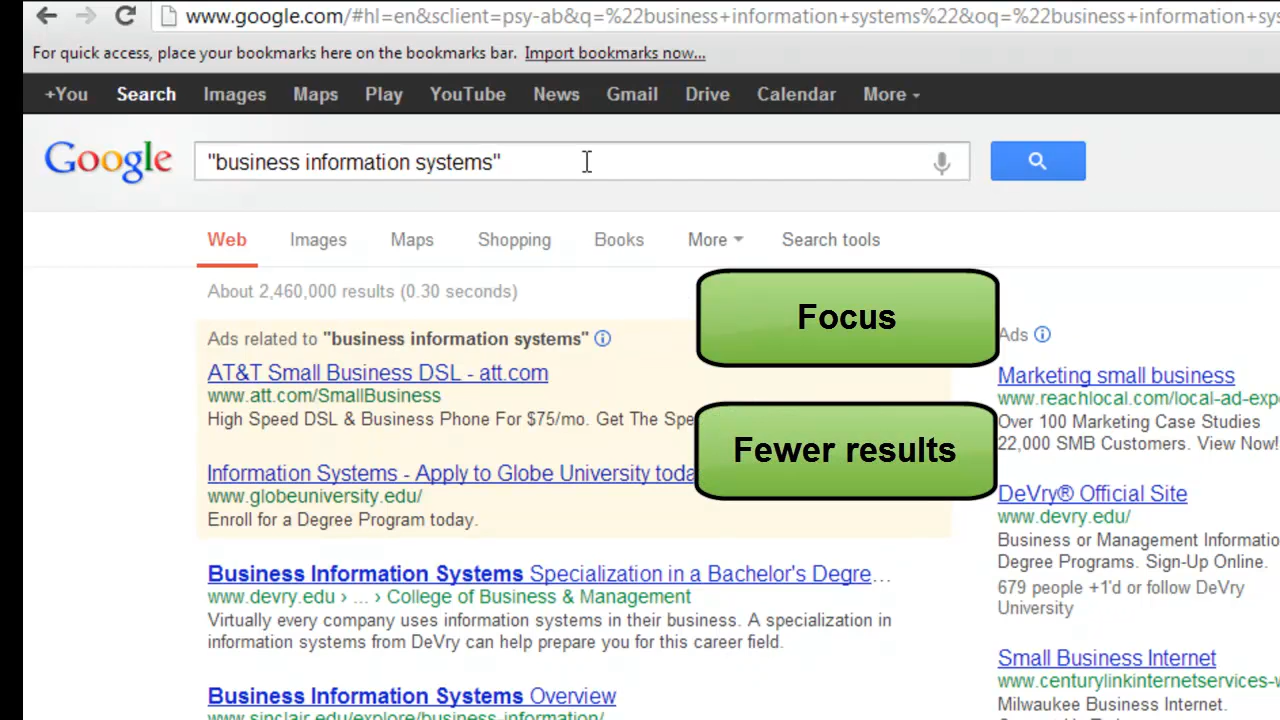 www.google.com/#hl=en&sclient=psy-ab&q=%22business+information+systems%22&oq=%22business+information+sys
For quick access, place your bookmarks here on the bookmarks bar. Import bookmarks now...
+You Search Images Maps Play YouTube News Gmail Drive Calendar More
Google "business information systems"
Web Images Maps Shopping Books More Search tools
About 2,460,000 results (0.30 seconds)
Focus
Ads related to "business information systems"
AT&T Small Business DSL - att.com
www.att.com/SmallBusiness
High Speed DSL & Business Phone For $75/mo. Get The Spe
Fewer results
Information Systems - Apply to Globe University toda
www.globeuniversity.edu/
Enroll for a Degree Program today.
Business Information Systems Specialization in a Bachelor's Degre...
www.devry.edu › ... › College of Business & Management
Virtually every company uses information systems in their business. A specialization in
information systems from DeVry can help prepare you for this career field.
Business Information Systems Overview
www.sinclair.edu/explore/business-information/
Ads
Marketing small business
www.reachlocal.com/local-ad-expe
Over 100 Marketing Case Studies
22,000 SMB Customers. View Now!
DeVry® Official Site
www.devry.edu/
Business or Management Informatio
Degree Programs. Sign-Up Online.
679 people +1'd or follow DeVry
University
Small Business Internet
www.centurylinkinternetservices-w
Milwaukee Business Internet.